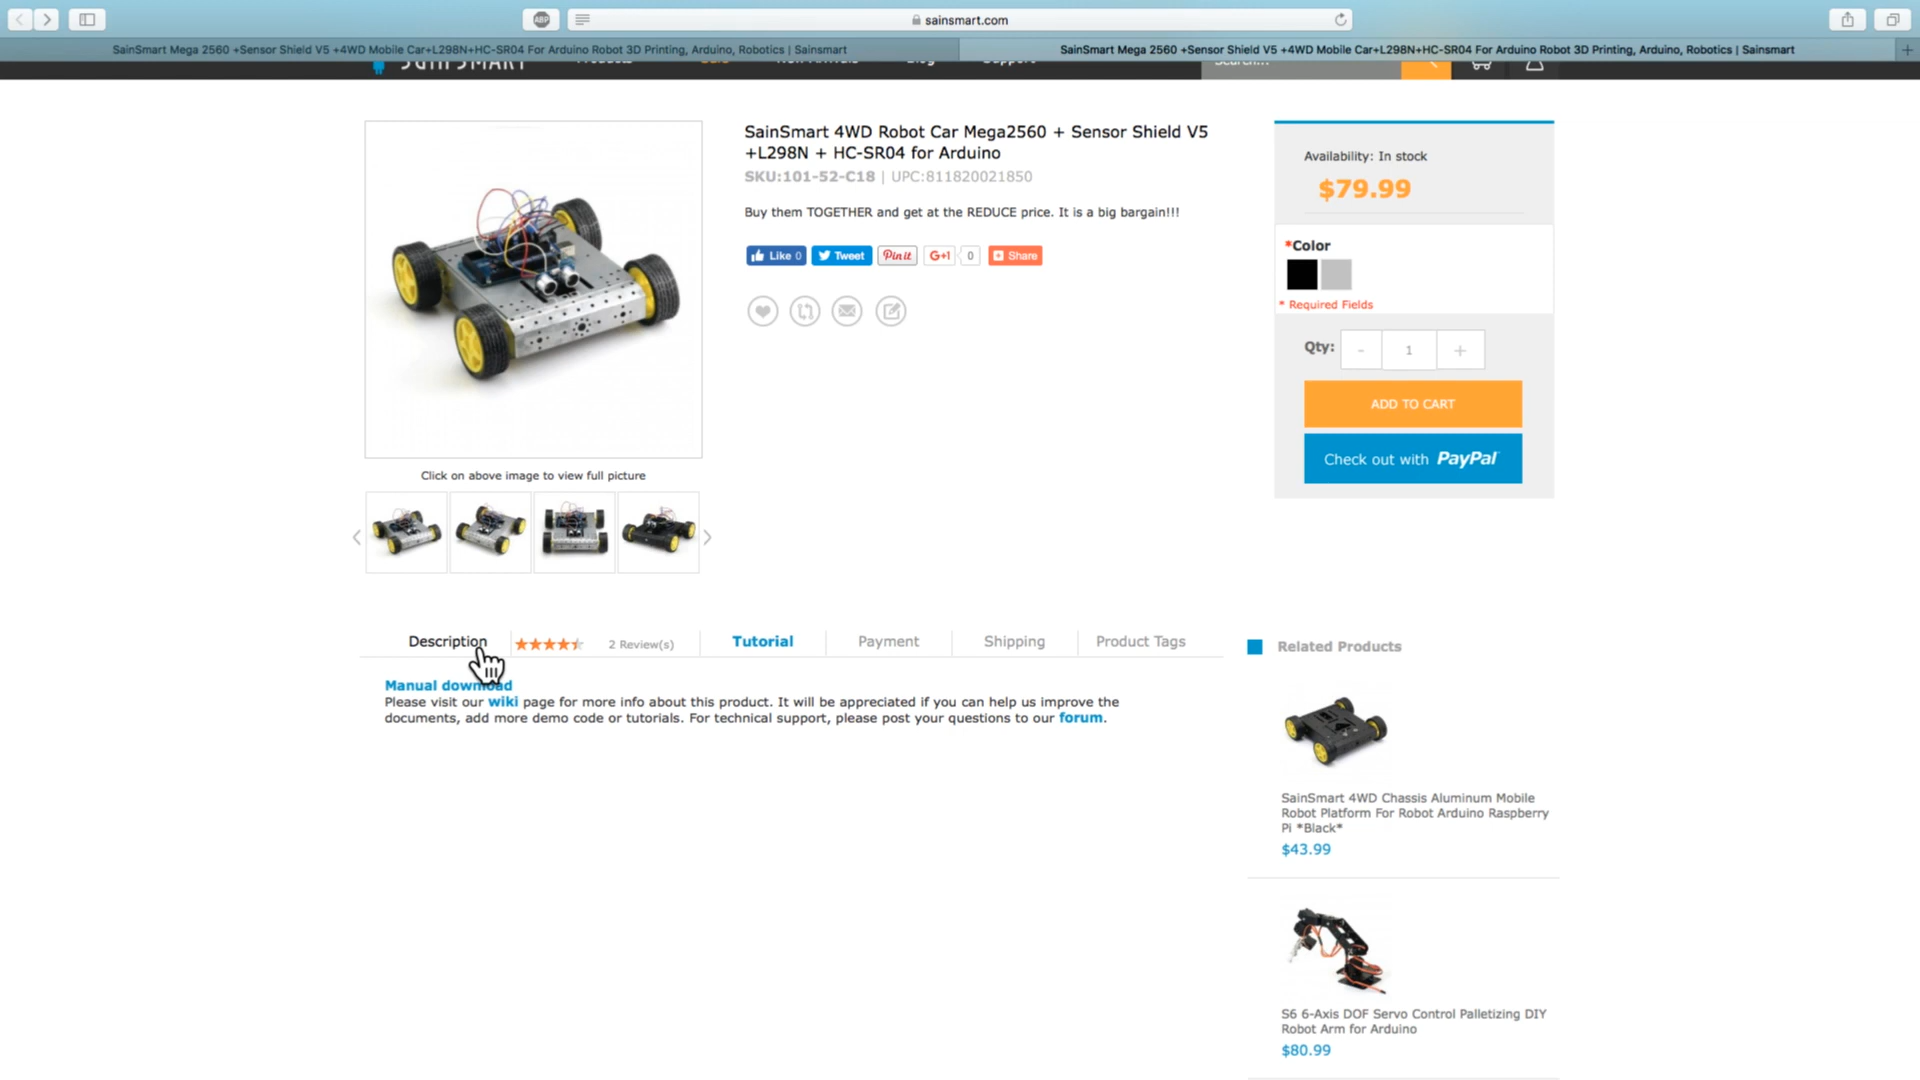 ABP
sainsmart.com
SainSmart Mega 2560 +Sensor Shield V5 +4WD Mobile Car+L298N+HC-SR04 For Arduino Robot 3D Printing, Arduino, Robotics | Sainsmart
SainSmart Mega 2560 +Sensor Shield V5 +4WD Mobile Car+L298N+HC-SR04 For Arduino Robot 3D Printing, Arduino, Robotics | Sainsmart
SainSmart 4WD Robot Car Mega2560 + Sensor Shield V5
+L298N + HC-SR04 for Arduino
SKU:101-52-C18 | UPC:811820021850
Buy them TOGETHER and get at the REDUCE price. It is a big bargain!!!
Like 0 Tweet Pin it G+1 0 Share
Availability: In stock
$79.99
*Color
* Required Fields
Qty: - 1 +
ADD TO CART
Check out with PayPal
Click on above image to view full picture
Description 2 Review(s) Tutorial Payment Shipping Product Tags
Manual download
Please visit our wiki page for more info about this product. It will be appreciated if you can help us improve the
documents, add more demo code or tutorials. For technical support, please post your questions to our forum.
Related Products
SainSmart 4WD Chassis Aluminum Mobile
Robot Platform For Robot Arduino Raspberry
Pi *Black*
$43.99
S6 6-Axis DOF Servo Control Palletizing DIY
Robot Arm for Arduino
$80.99